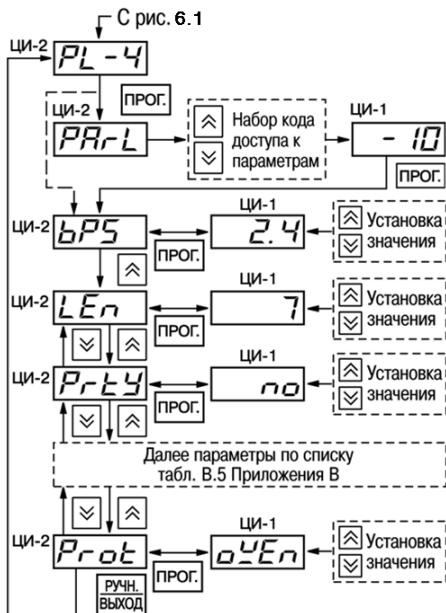 С рис. 6.1
ЦИ-2
PL-4
ПРОГ.
ЦИ-2
PArL
Набор кода
доступа к
параметрам
ЦИ-1
- 10
ПРОГ.
ЦИ-2
bPS
ПРОГ.
ЦИ-1
2.4
Установка
значения
ЦИ-2
LEn
ПРОГ.
ЦИ-1
7
Установка
значения
ЦИ-2
PrtY
ПРОГ.
ЦИ-1
no
Установка
значения
Далее параметры по списку
табл. В.5 Приложения В
ЦИ-2
Prot
РУЧН.
ВЫХОД
ПРОГ.
ЦИ-1
oYEn
Установка
значения